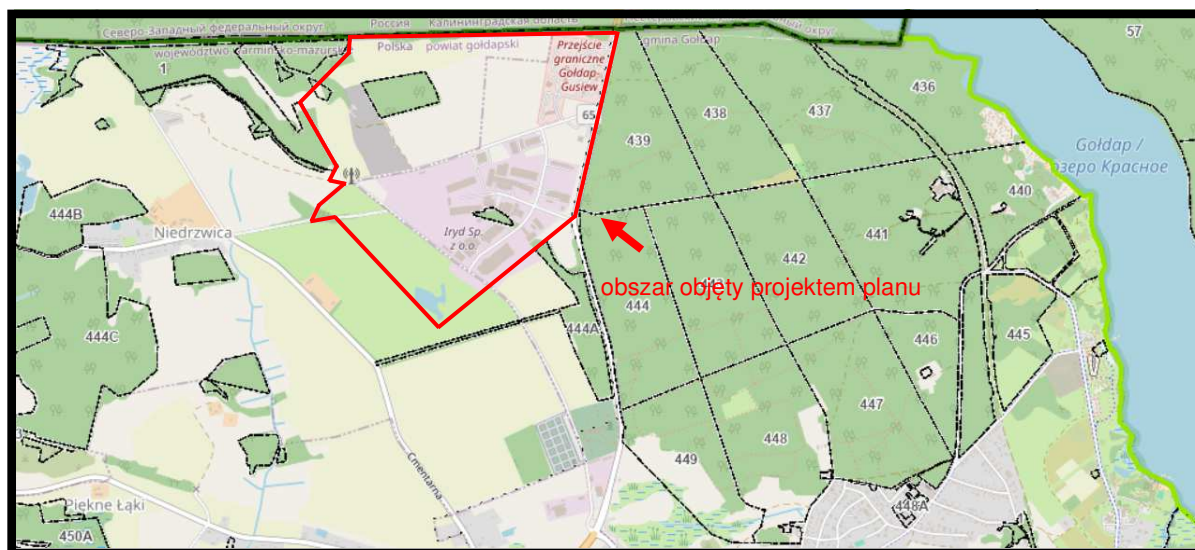 Северо-Западный федеральный округ
Россия Калининградская область
województwo warmińsko-mazurskie
Polska powiat gołdapski
gmina Gołdap
57
1
Przejście
graniczne
Gołdap-
Gusiew
65
436
437
438
439
Gołdap /
озеро Красное
440
444B
Niedrzwica
Iryd Sp.
z o.o.
441
442
443
obszar objęty projektem planu
444
444A
444C
445
446
447
448
449
Cmentarna
Piękne Łąki
450A
448A